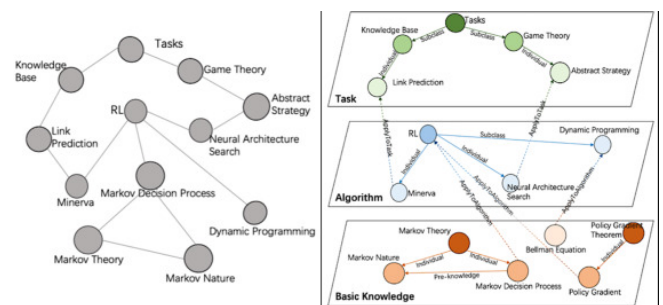 Tasks
Knowledge
Base
Game Theory
RL
Abstract
Strategy
Link
Prediction
Neural Architecture
Search
Minerva
Markov Decision Process
Dynamic Programming
Markov Theory
Markov Nature
Tasks
Knowledge Base
Subclass
Subclass
Game Theory
Individual
Individual
Link Prediction
Abstract Strategy
Task
ApplyToTask
ApplyToTask
RL
Subclass
Dynamic Programming
Individual
Individual
Minerva
ApplyToAlgorithm
Neural Architecture
Search
Algorithm
ApplyToAlgorithm
ApplyToAlgorithm
Markov Theory
Policy Gradient
Theorem
Bellman Equation
Markov Nature
Individual
Individual
Individual
Pre-knowledge
Markov Decision Process
Policy Gradient
Basic Knowledge